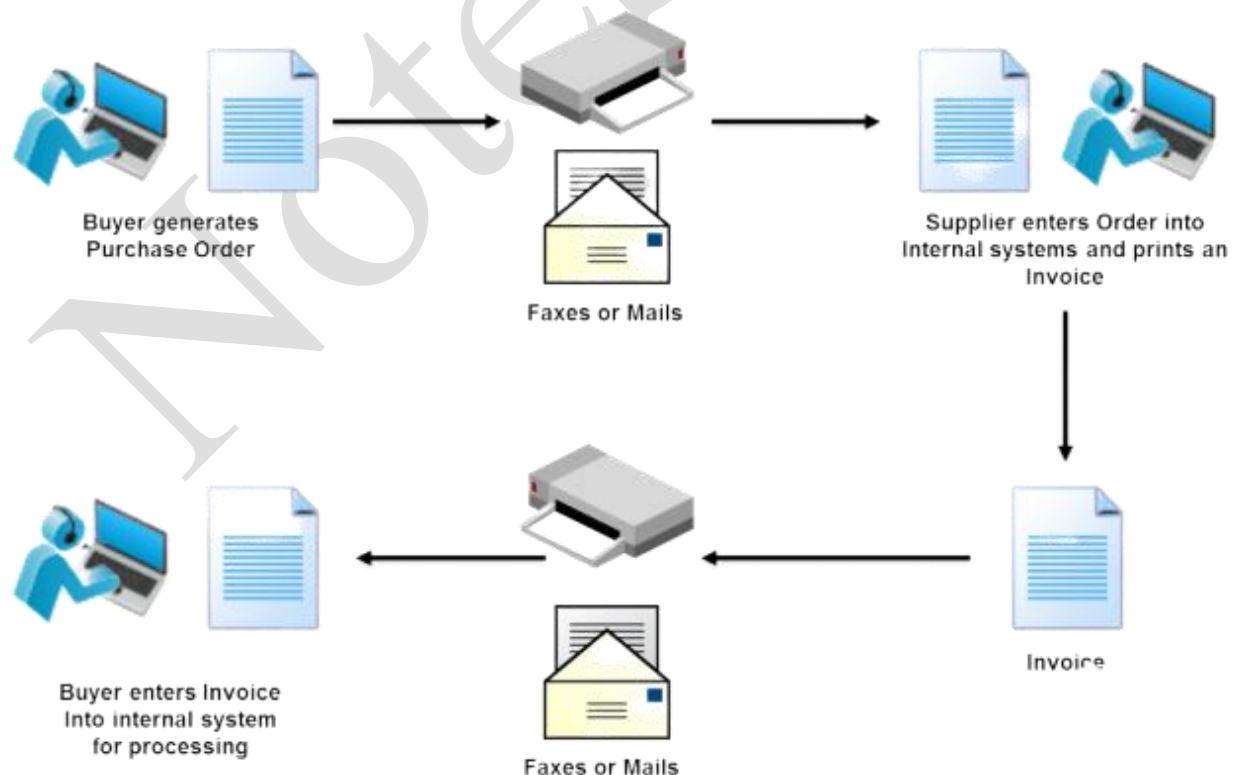 Buyer generates
Purchase Order
Faxes or Mails
Supplier enters Order into
Internal systems and prints an
Invoice
Invoice
Buyer enters Invoice
Into internal system
for processing
Faxes or Mails